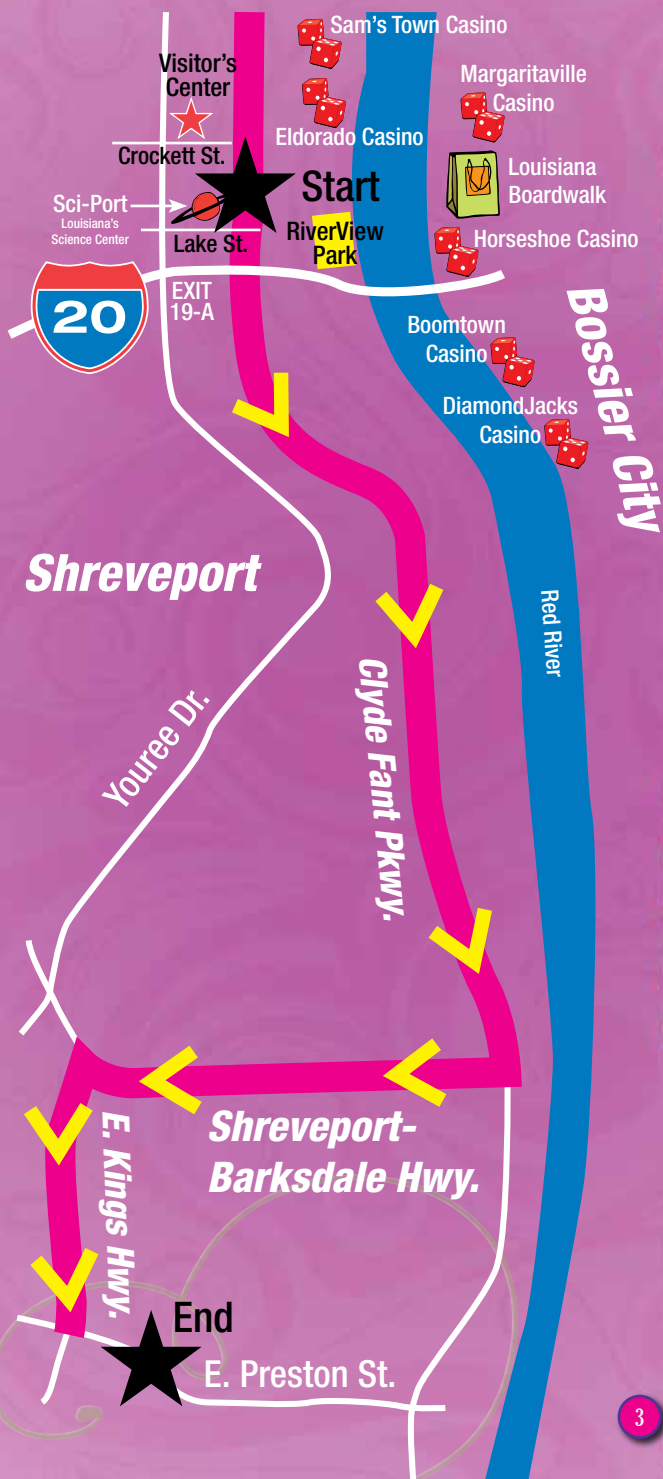 Sam's Town Casino
Visitor's
Center
Margaritaville
Casino
Eldorado Casino
Crockett St.
Louisiana
Boardwalk
Start
Sci-Port
Louisiana's
Science Center
RiverView
Park
Lake St.
Horseshoe Casino
20
EXIT
19-A
Bossier City
Boomtown
Casino
DiamondJacks
Casino
Shreveport
Red River
Clyde Fant Pkwy.
Youree Dr.
Shreveport-
Barksdale Hwy.
E. Kings Hwy.
End
E. Preston St.
3